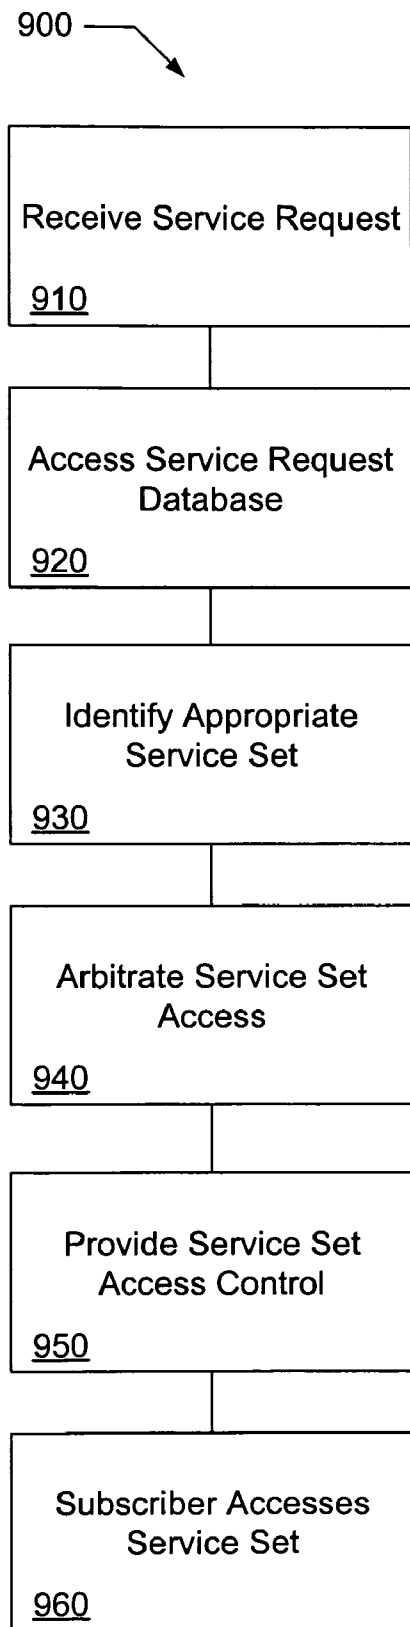 900
Receive Service Request
910
Access Service Request
Database
920
Identify Appropriate
Service Set
930
Arbitrate Service Set
Access
940
Provide Service Set
Access Control
950
Subscriber Accesses
Service Set
960